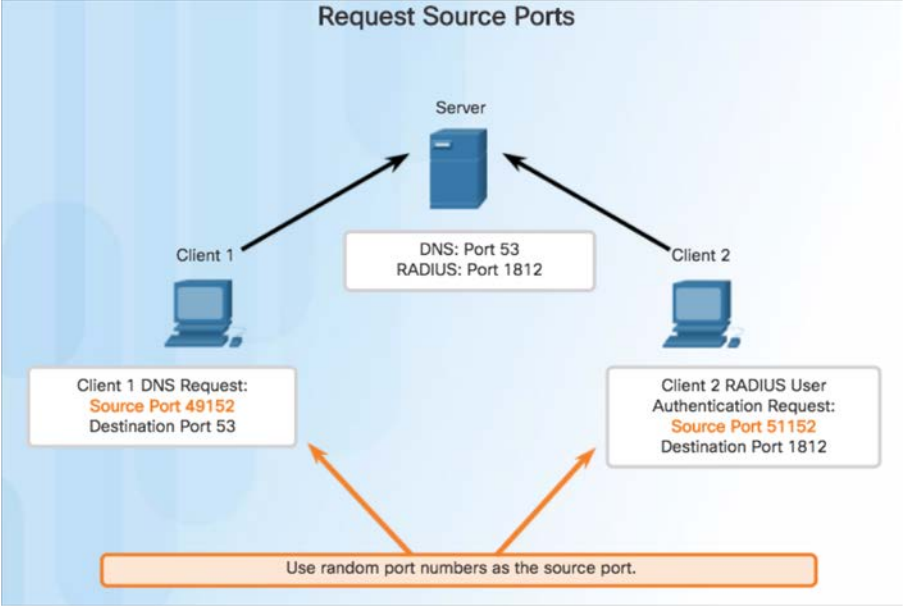 Request Source Ports
Server
DNS: Port 53
RADIUS: Port 1812
Client 1
Client 2
Client 1 DNS Request:
Source Port 49152
Destination Port 53
Client 2 RADIUS User
Authentication Request:
Source Port 51152
Destination Port 1812
Use random port numbers as the source port.